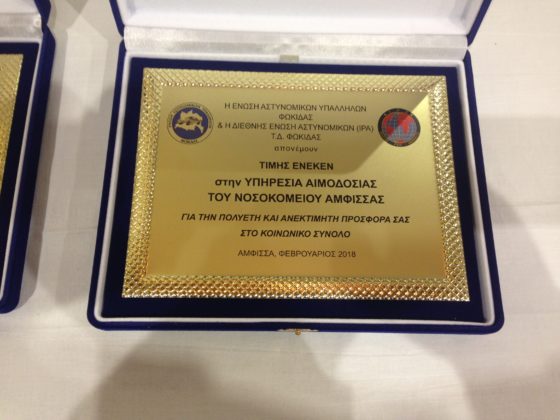 Η ΕΝΩΣΗ ΑΣΤΥΝΟΜΙΚΩΝ ΥΠΑΛΛΗΛΩΝ
ΦΩΚΙΔΑΣ
& Η ΔΙΕΘΝΗΣ ΕΝΩΣΗ ΑΣΤΥΝΟΜΙΚΩΝ (IPA)
Τ.Δ. ΦΩΚΙΔΑΣ
απονέμουν
ΤΙΜΗΣ ΕΝΕΚΕΝ
στην ΥΠΗΡΕΣΙΑ ΑΙΜΟΔΟΣΙΑΣ
ΤΟΥ ΝΟΣΟΚΟΜΕΙΟΥ ΑΜΦΙΣΣΑΣ
ΓΙΑ ΤΗΝ ΠΟΛΥΕΤΗ ΚΑΙ ΑΝΕΚΤΙΜΗΤΗ ΠΡΟΣΦΟΡΑ ΣΑΣ
ΣΤΟ ΚΟΙΝΩΝΙΚΟ ΣΥΝΟΛΟ
ΑΜΦΙΣΣΑ, ΦΕΒΡΟΥΑΡΙΟΣ 2018